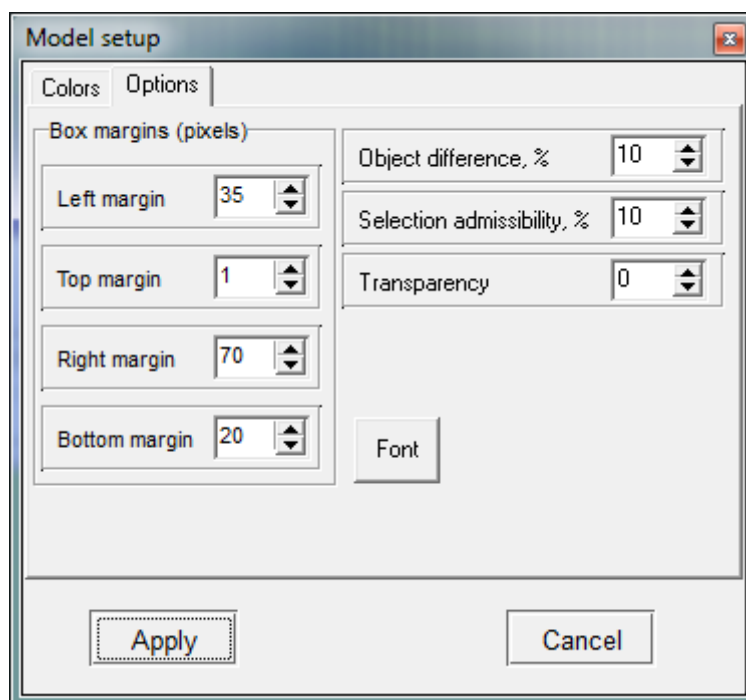 Model setup
Colors
Options
Box margins (pixels)
Left margin
35
Top margin
1
Right margin
70
Bottom margin
20
Object difference, %
10
Selection admissibility, %
10
Transparency
0
Font
Apply
Cancel